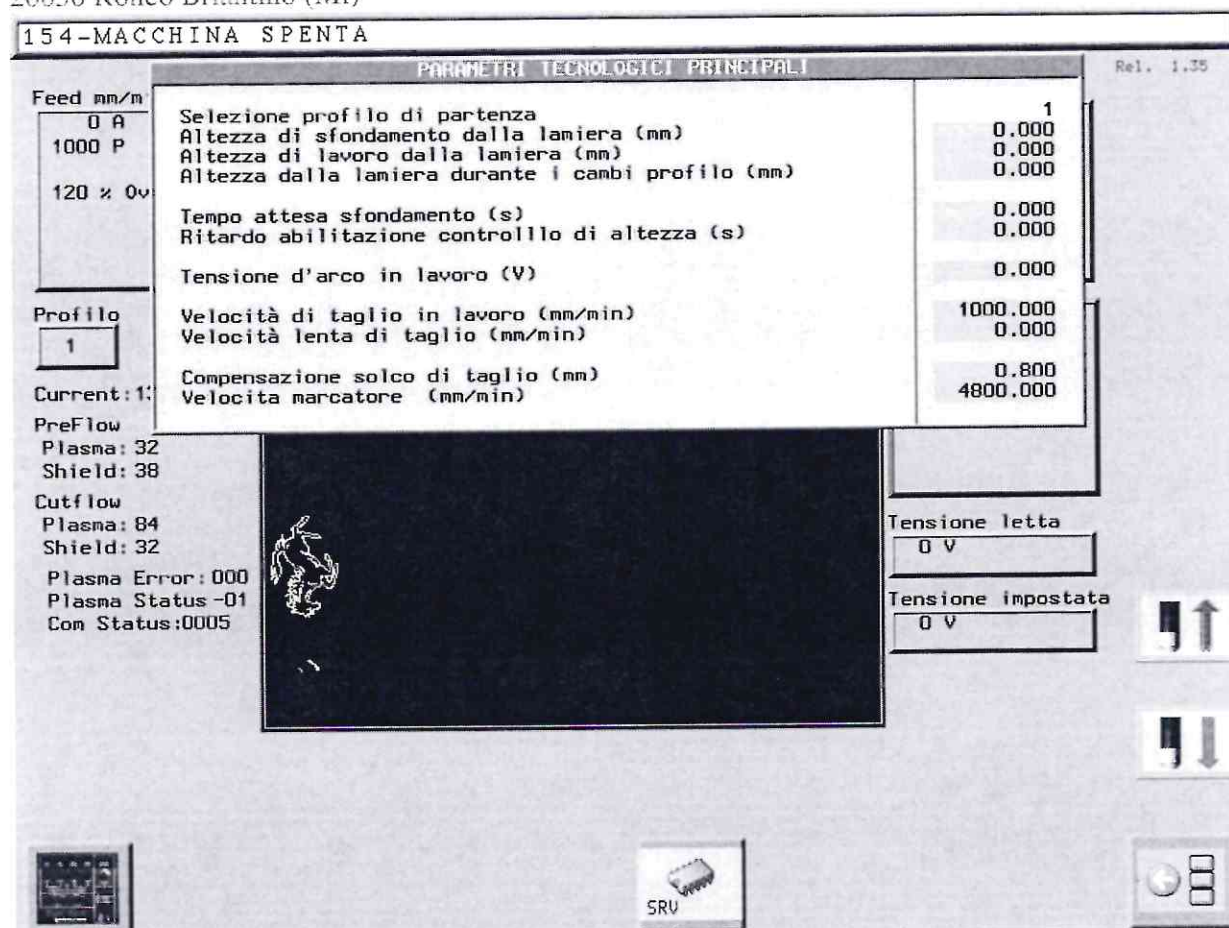 154-MACCHINA SPENTA
PARAMETRI TECNOLOGICI PRINCIPALI
Rel. 1.35
Selezione profilo di partenza 1
Altezza di sfondamento dalla lamiera (mm) 0.000
Altezza di lavoro dalla lamiera (mm) 0.000
Altezza dalla lamiera durante i cambi profilo (mm) 0.000
Tempo attesa sfondamento (s) 0.000
Ritardo abilitazione controlllo di altezza (s) 0.000
Tensione d'arco in lavoro (V) 0.000
Velocità di taglio in lavoro (mm/min) 1000.000
Velocità lenta di taglio (mm/min) 0.000
Compensazione solco di taglio (mm) 0.800
Velocita marcatore (mm/min) 4800.000
Feed mm/m
0 A
1000 P
120 % Ov
Profilo
1
Current:
PreFlow
Plasma: 32
Shield: 38
Cutflow
Plasma: 84
Shield: 32
Plasma Error:000
Plasma Status-01
Com Status:0005
Tensione letta
0 V
Tensione impostata
0 V
SRV